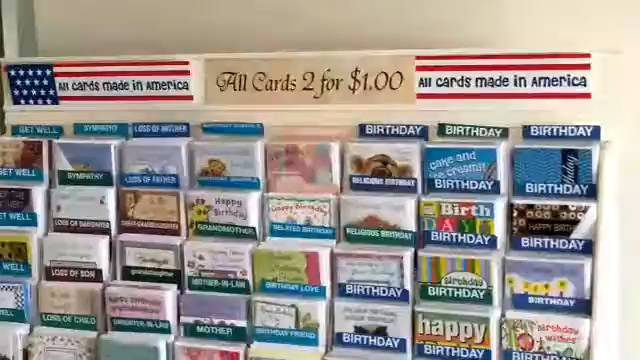 All cards made in America
All Cards 2 for $1.00
All cards made in America
GET WELL
SYMPATHY
LOSS OF MOTHER
BIRTHDAY
BIRTHDAY
BIRTHDAY
GET WELL
SYMPATHY
LOSS OF FATHER
RELIGIOUS BIRTHDAY
cake and
ice cream!
BIRTHDAY
BIRTHDAY
WELL
LOSS OF DAUGHTER
Happy
Birthday
GRANDMOTHER
Happy Birthday
BELATED BIRTHDAY
RELIGIOUS BIRTHDAY
Birth
DAY
BIRTHDAY
HAPPY BIRTHDAY
BIRTHDAY
WELL
LOSS OF SON
MOTHER-IN-LAW
BIRTHDAY LOVE
BIRTHDAY
Birthday
BIRTHDAY
BIRTHDAY
LOSS OF CHILD
DAUGHTER-IN-LAW
MOTHER
BIRTHDAY FRIEND
BIRTHDAY
happy
BIRTHDAY
Birthday
wishes